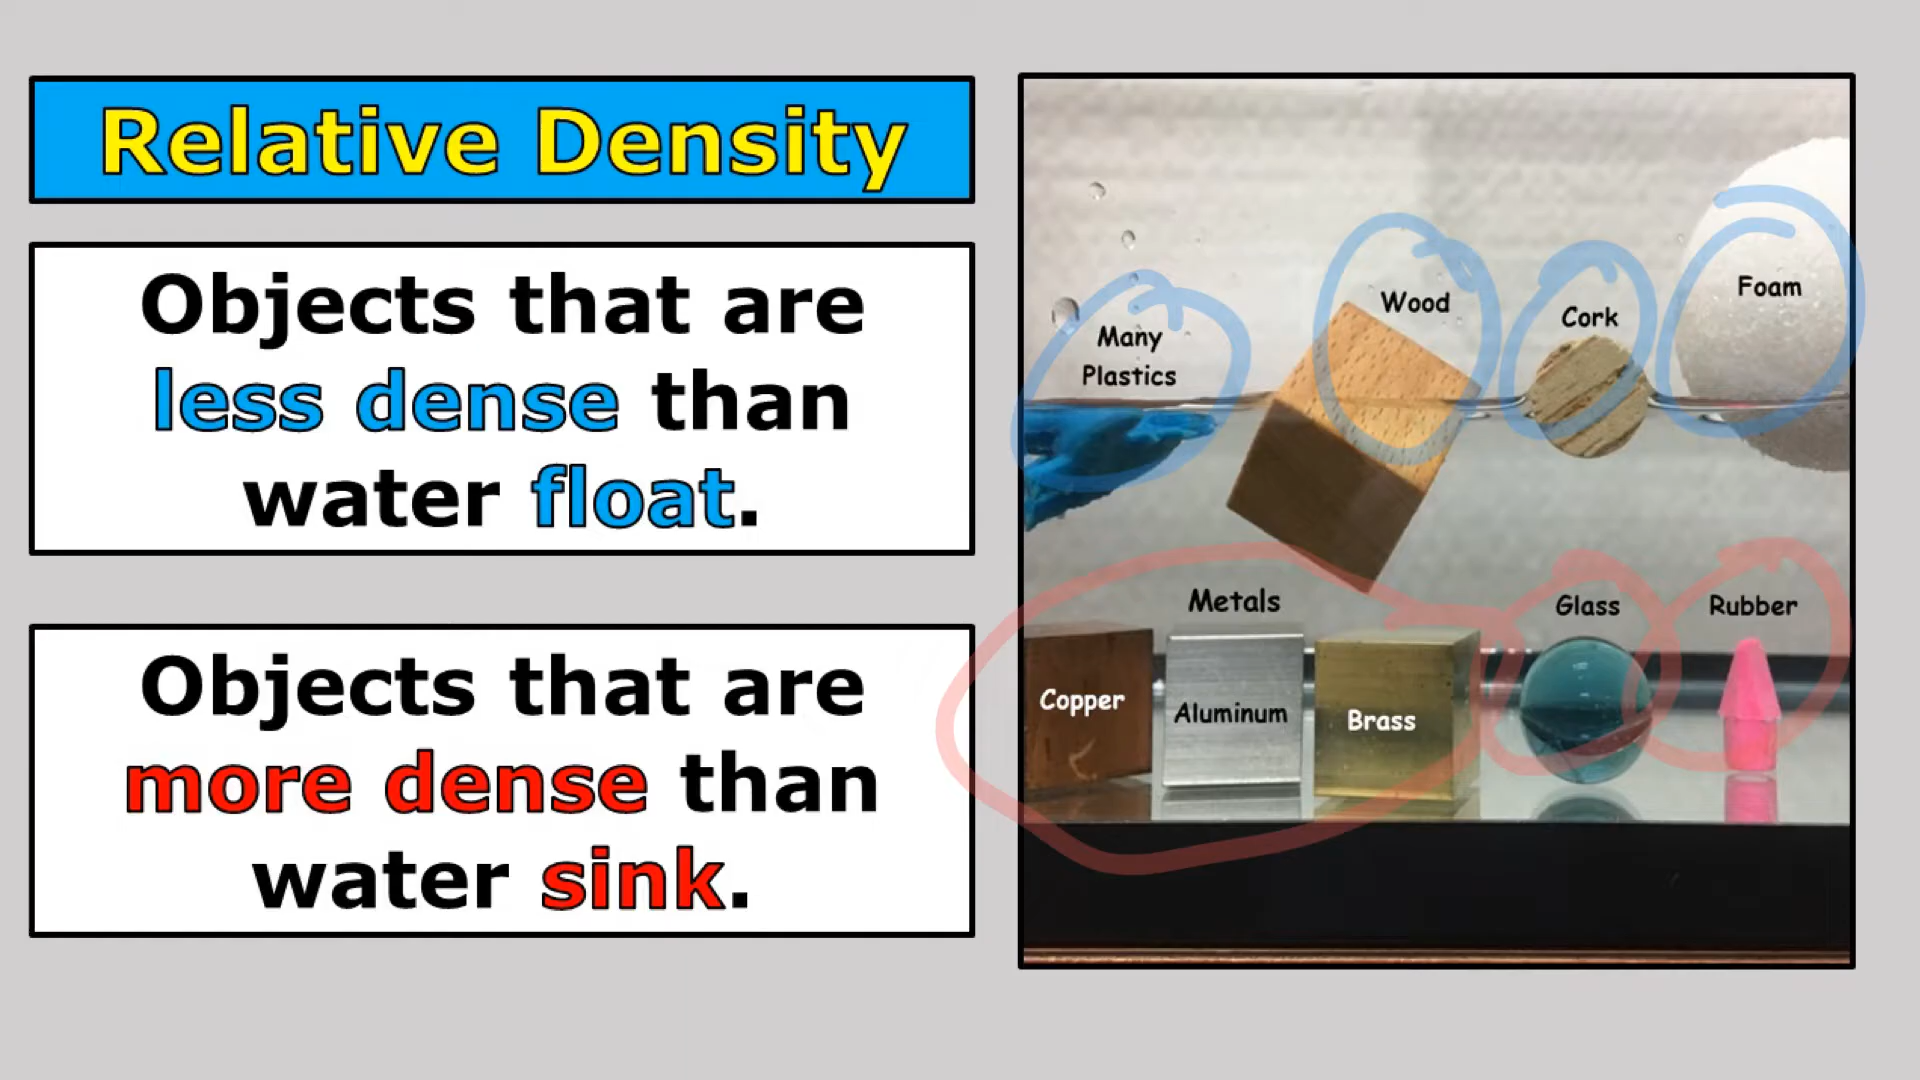 Relative Density
Objects that are
less dense than
water float.
Objects that are
more dense than
water sink.
Many
Plastics
Wood
Cork
Foam
Metals
Glass
Rubber
Copper
Aluminum
Brass